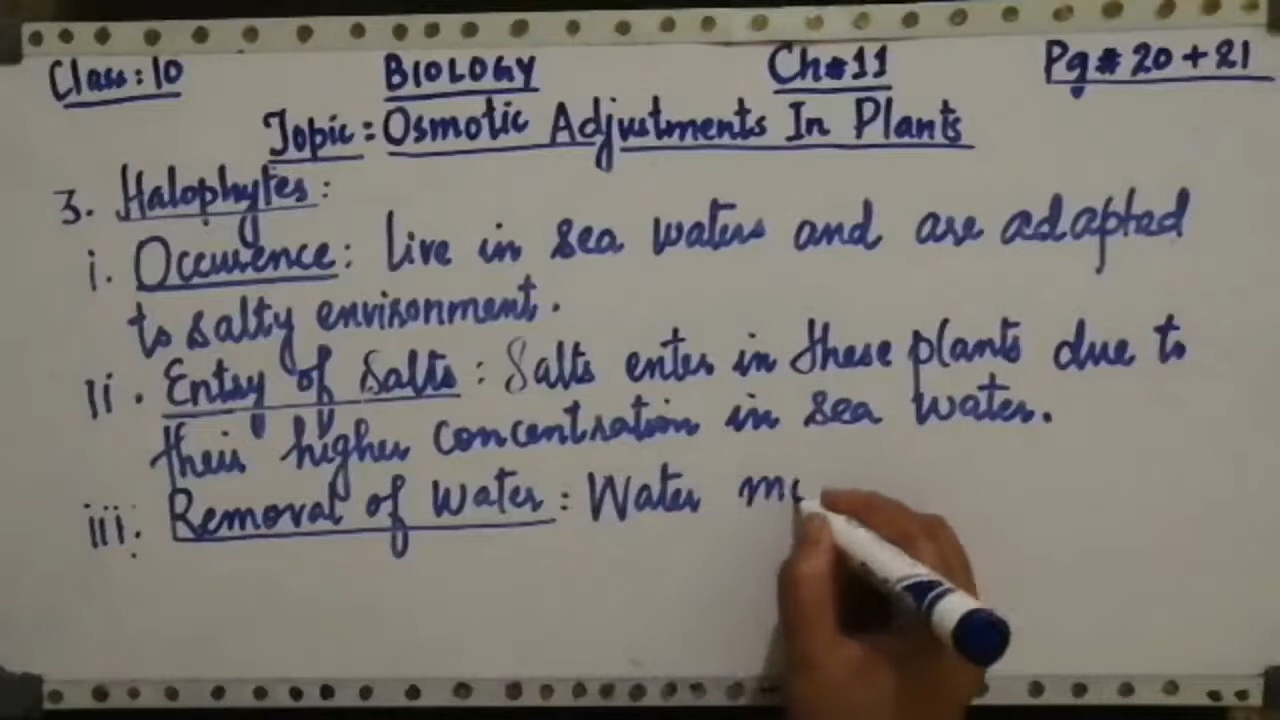 Class: 10 BIOLOGY Ch#11 Pg# 20 + 21
Topic: Osmotic Adjustments In Plants
3. Halophytes:
i. Occurence: Live in sea waters and are adapted
to salty environment.
ii. Entry of Salts: Salts enter in these plants due to
their higher concentration in sea water.
iii. Removal of Water: Water